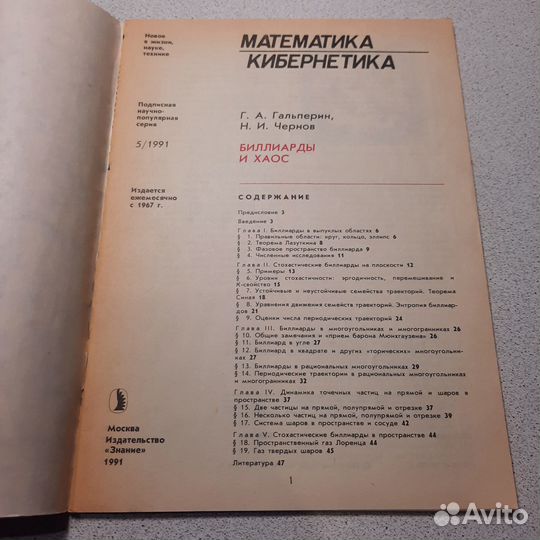 Новое
в жизни,
науке,
технике
МАТЕМАТИКА
КИБЕРНЕТИКА
Подписная
научно-
популярная
серия
5/1991
Издается
ежемесячно
с 1967 г.
Г. А. Гальперин,
Н. И. Чернов
БИЛЛИАРДЫ
И ХАОС
СОДЕРЖАНИЕ
Предисловие 3
Введение 3
Глава I. Биллиарды в выпуклых областях 6
§ 1. Правильные области: круг, кольцо, эллипс 6
§ 2. Теорема Лазуткина 8
§ 3. Фазовое пространство биллиарда 9
§ 4. Численные исследования 11
Глава II. Стохастические биллиарды на плоскости 12
§ 5. Примеры 13
§ 6. Уровни стохастичности: эргодичность, перемешивание и
К-свойство 15
§ 7. Устойчивые и неустойчивые семейства траекторий. Теорема
Синая 18
§ 8. Уравнения движения семейств траекторий. Энтропия биллиар-
дов 21
§ 9. Оценки числа периодических траекторий 24
Глава III. Биллиарды в многоугольниках и многогранниках 26
§ 10. Общие замечания и «прием барона Мюнхгаузена» 26
§ 11. Биллиард в угле 27
§ 12. Биллиард в квадрате и других «торических» многоугольни-
ках 27
§ 13. Биллиарды в рациональных многоугольниках 29
§ 14. Периодические траектории в рациональных многоугольниках
и многогранниках 32
Глава IV. Динамика точечных частиц на прямой и шаров в
пространстве 37
§ 15. Две частицы на прямой, полупрямой и отрезке 37
§ 16. Несколько частиц на прямой, полупрямой и отрезке 39
§ 17. Система шаров в пространстве и сосуде 42
Глава V. Стохастические биллиарды в пространстве 44
§ 18. Пространственный газ Лоренца 44
§ 19. Газ твердых шаров 45
Литература 47
Москва
Издательство
«Знание»
1991
1
Avito